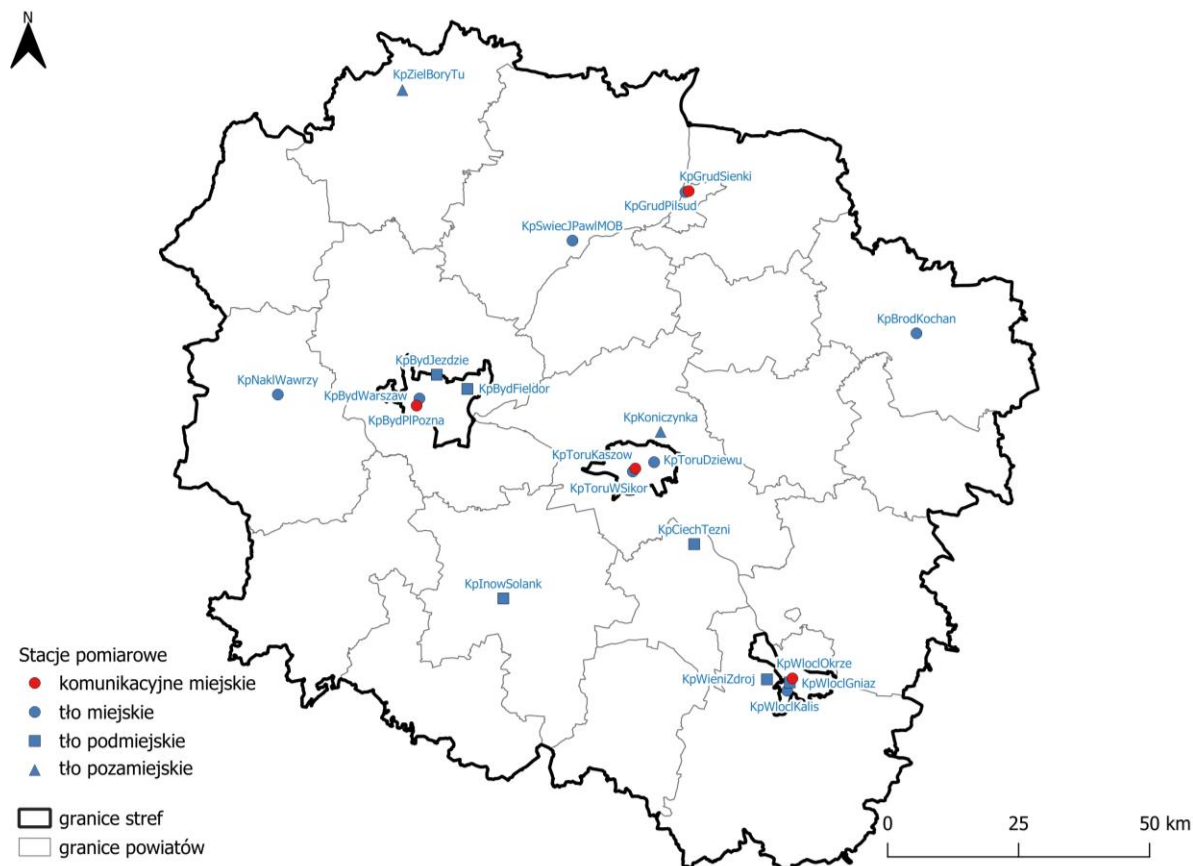 N
KpZielBoryTu
KpGrudSienki
KpGrudPilsud
KpSwiecJPawlMOB
KpBrodKochan
KpBydJezdzie
KpNaklWawrzy
KpBydFieldor
KpBydWarszaw
KpBydPlPozna
KpKoniczynka
KpToruKaszow
KpToruDziewu
KpToruWSikor
KpCiechTezni
KpInowSolank
KpWloclOkrze
KpWieniZdroj
KpWloclGniaz
KpWloclKalis
Stacje pomiarowe
komunikacyjne miejskie
tło miejskie
tło podmiejskie
tło pozamiejskie
granice stref
granice powiatów
0 25 50 km